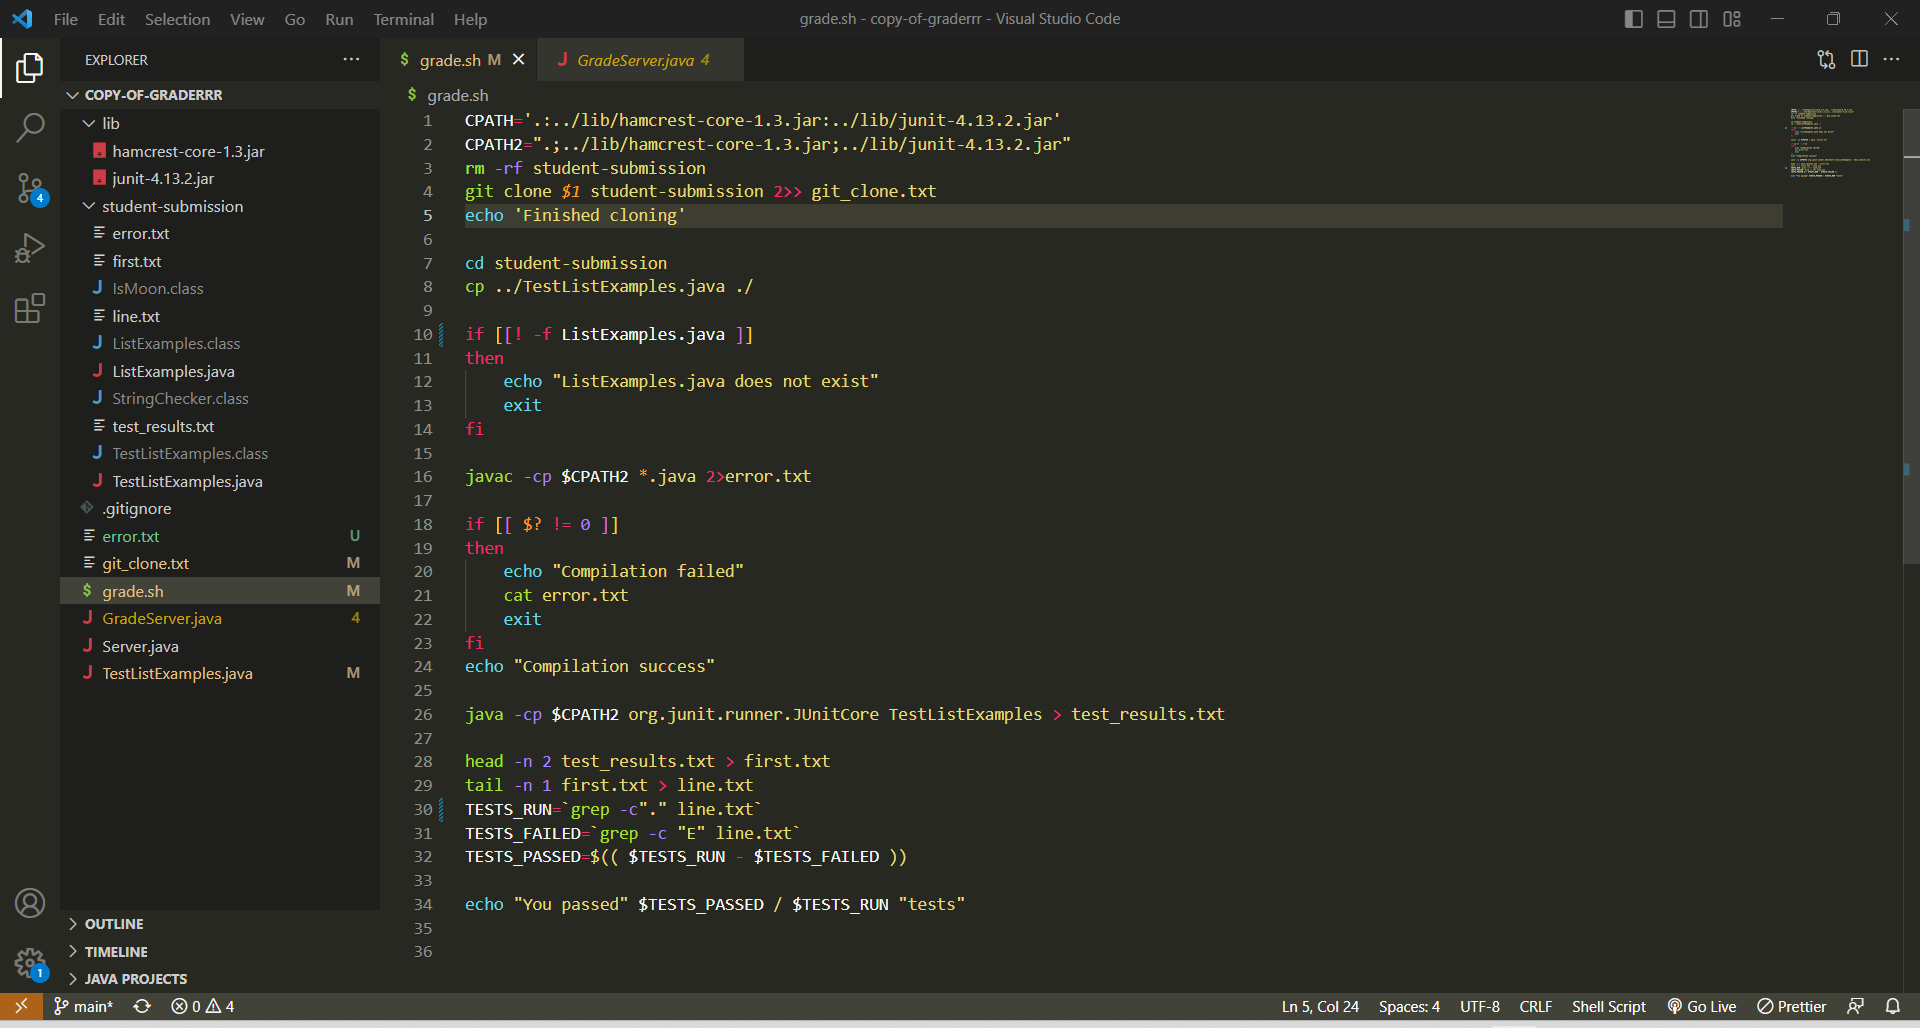 File Edit Selection View Go Run Terminal Help
grade.sh - copy-of-graderrr - Visual Studio Code
EXPLORER
COPY-OF-GRADERRR
lib
hamcrest-core-1.3.jar
junit-4.13.2.jar
student-submission
error.txt
first.txt
IsMoon.class
line.txt
ListExamples.class
ListExamples.java
StringChecker.class
test_results.txt
TestListExamples.class
TestListExamples.java
.gitignore
error.txt U
git_clone.txt M
$ grade.sh M
GradeServer.java 4
Server.java
TestListExamples.java M
OUTLINE
TIMELINE
JAVA PROJECTS
4
1
$ grade.sh M
J GradeServer.java 4
$ grade.sh
1 CPATH='.:../lib/hamcrest-core-1.3.jar:../lib/junit-4.13.2.jar'
2 CPATH2=".;../lib/hamcrest-core-1.3.jar;../lib/junit-4.13.2.jar"
3 rm -rf student-submission
4 git clone $1 student-submission 2>> git_clone.txt
5 echo 'Finished cloning'
6
7 cd student-submission
8 cp ../TestListExamples.java ./
9
10 if [[! -f ListExamples.java ]]
11 then
12 echo "ListExamples.java does not exist"
13 exit
14 fi
15
16 javac -cp $CPATH2 *.java 2>error.txt
17
18 if [[ $? != 0 ]]
19 then
20 echo "Compilation failed"
21 cat error.txt
22 exit
23 fi
24 echo "Compilation success"
25
26 java -cp $CPATH2 org.junit.runner.JUnitCore TestListExamples > test_results.txt
27
28 head -n 2 test_results.txt > first.txt
29 tail -n 1 first.txt > line.txt
30 TESTS_RUN=`grep -c"." line.txt`
31 TESTS_FAILED=`grep -c "E" line.txt`
32 TESTS_PASSED=$(( $TESTS_RUN - $TESTS_FAILED ))
33
34 echo "You passed" $TESTS_PASSED / $TESTS_RUN "tests"
35
36
main* 0 4
Ln 5, Col 24 Spaces: 4 UTF-8 CRLF Shell Script Go Live Prettier